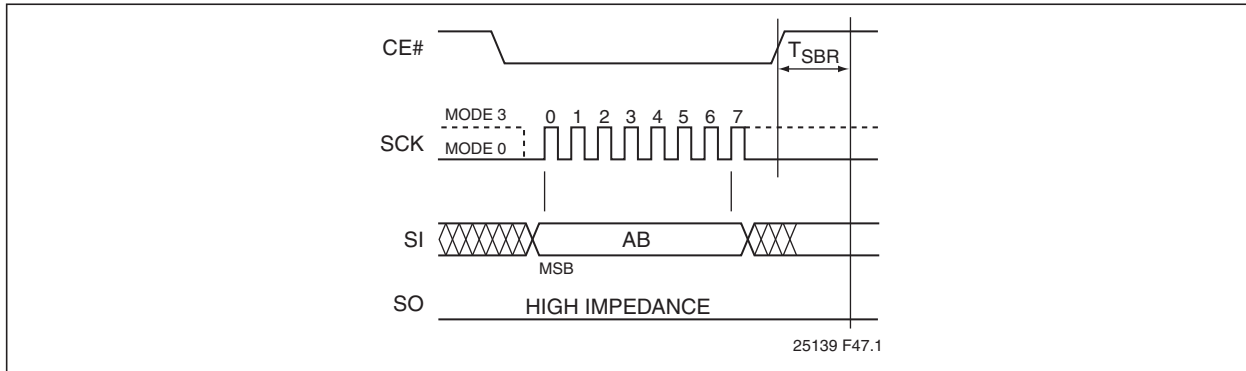 CE#
TSBR
MODE 3
0 1 2 3 4 5 6 7
SCK
MODE 0
SI
AB
MSB
SO
HIGH IMPEDANCE
25139 F47.1